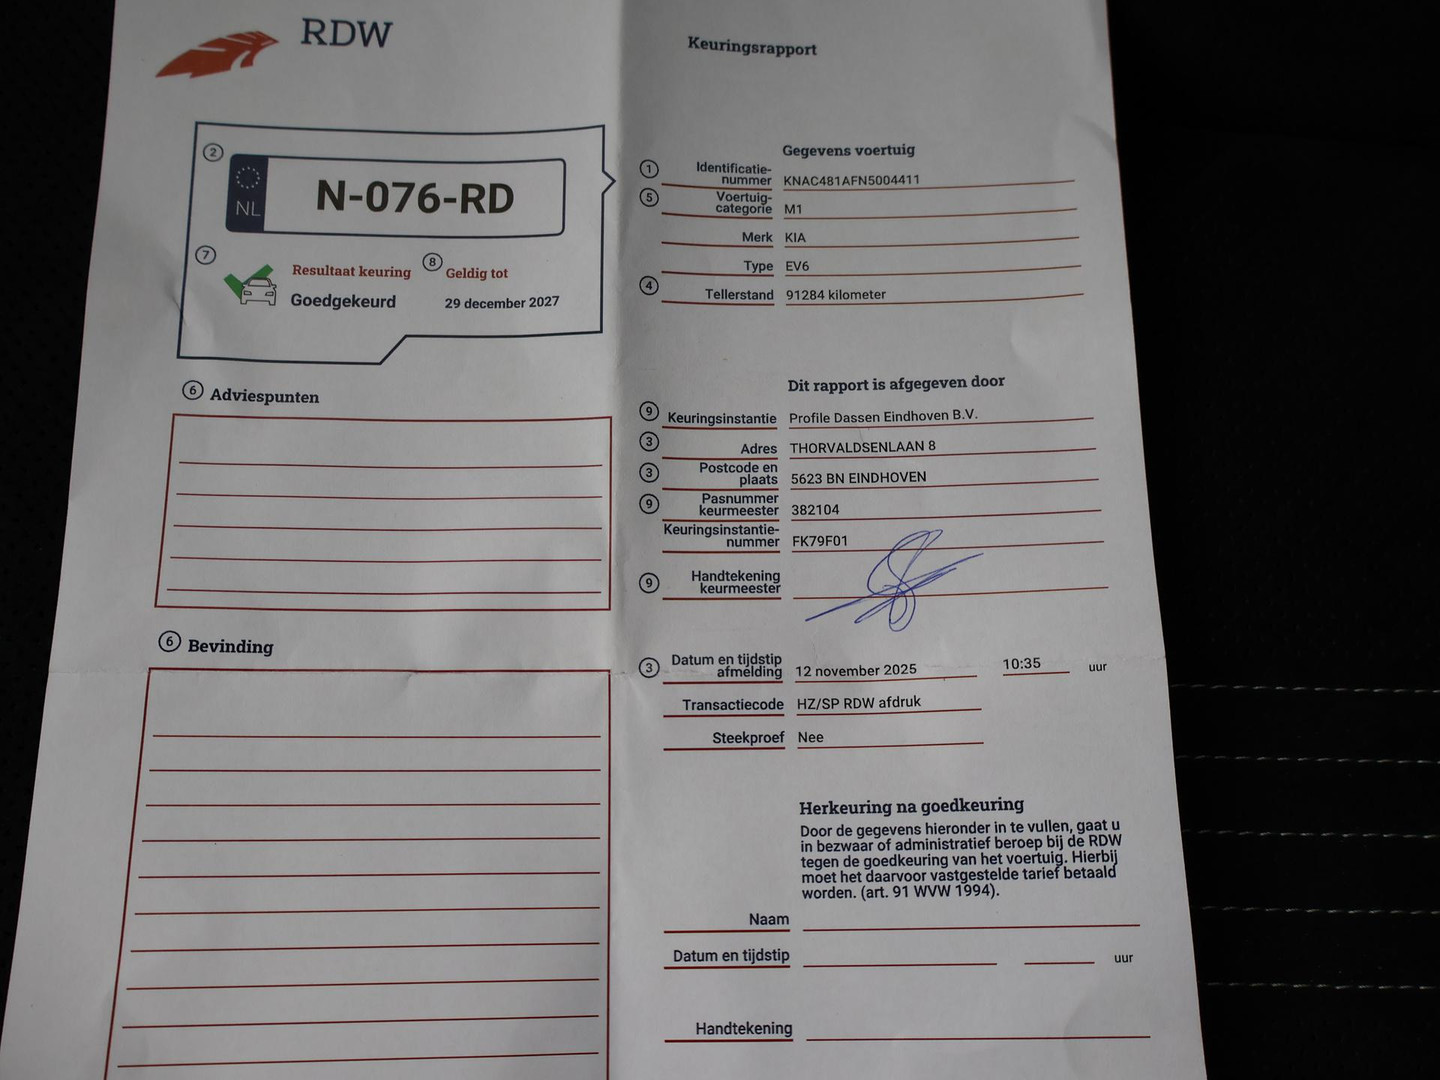 RDW
Keuringsrapport
2
NL
N-076-RD
7
Resultaat keuring
Goedgekeurd
8
Geldig tot
29 december 2027
6 Adviespunten
6 Bevinding
Gegevens voertuig
1 Identificatie-
nummer KNAC481AFN5004411
5 Voertuig-
categorie M1
Merk KIA
Type EV6
4 Tellerstand 91284 kilometer
Dit rapport is afgegeven door
9 Keuringsinstantie Profile Dassen Eindhoven B.V.
3 Adres THORVALDSENLAAN 8
3 Postcode en
plaats 5623 BN EINDHOVEN
9 Pasnummer
keurmeester 382104
Keuringsinstantie-
nummer FK79F01
9 Handtekening
keurmeester
3 Datum en tijdstip
afmelding 12 november 2025 10:35 uur
Transactiecode HZ/SP RDW afdruk
Steekproef Nee
Herkeuring na goedkeuring
Door de gegevens hieronder in te vullen, gaat u
in bezwaar of administratief beroep bij de RDW
tegen de goedkeuring van het voertuig. Hierbij
moet het daarvoor vastgestelde tarief betaald
worden. (art. 91 WVW 1994).
Naam
Datum en tijdstip uur
Handtekening